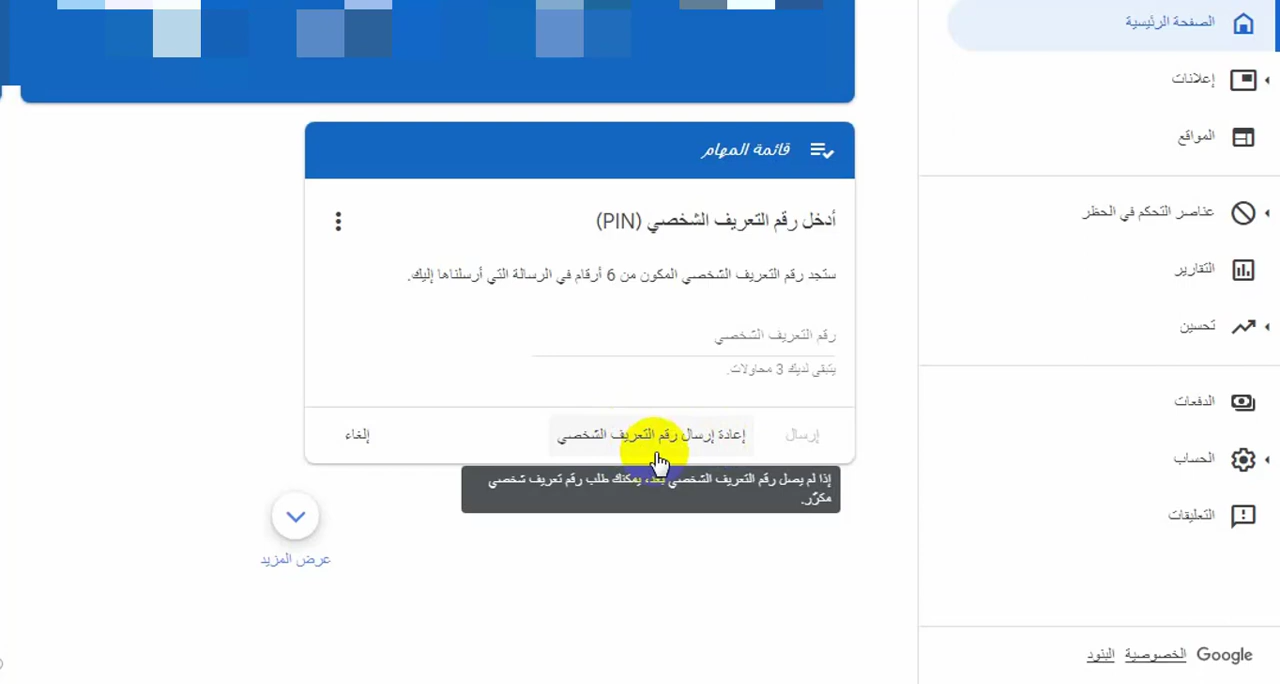 الصفحة الرئيسية
إعلانات
المواقع
عناصر التحكم في الحظر
التقارير
تحسين
الدفعات
الحساب
التعليقات
Google الخصوصية البنود
قائمة المهام
أدخل رقم التعريف الشخصي (PIN)
ستجد رقم التعريف الشخصي المكون من 6 أرقام في الرسالة التي أرسلناها إليك.
رقم التعريف الشخصي
يتبقى لديك 3 محاولات.
إرسال
إعادة إرسال رقم التعريف الشخصي
إلغاء
إذا لم يصل رقم التعريف الشخصي بعد، يمكنك طلب رقم تعريف شخصي
مكرّر.
عرض المزيد